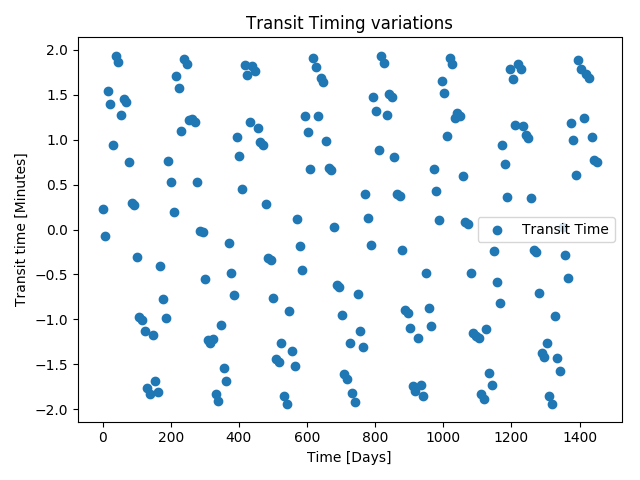 Transit Timing variations
Transit time [Minutes]
2.0
1.5
1.0
0.5
0.0
−0.5
−1.0
−1.5
−2.0
Transit Time
0 200 400 600 800 1000 1200 1400
Time [Days]